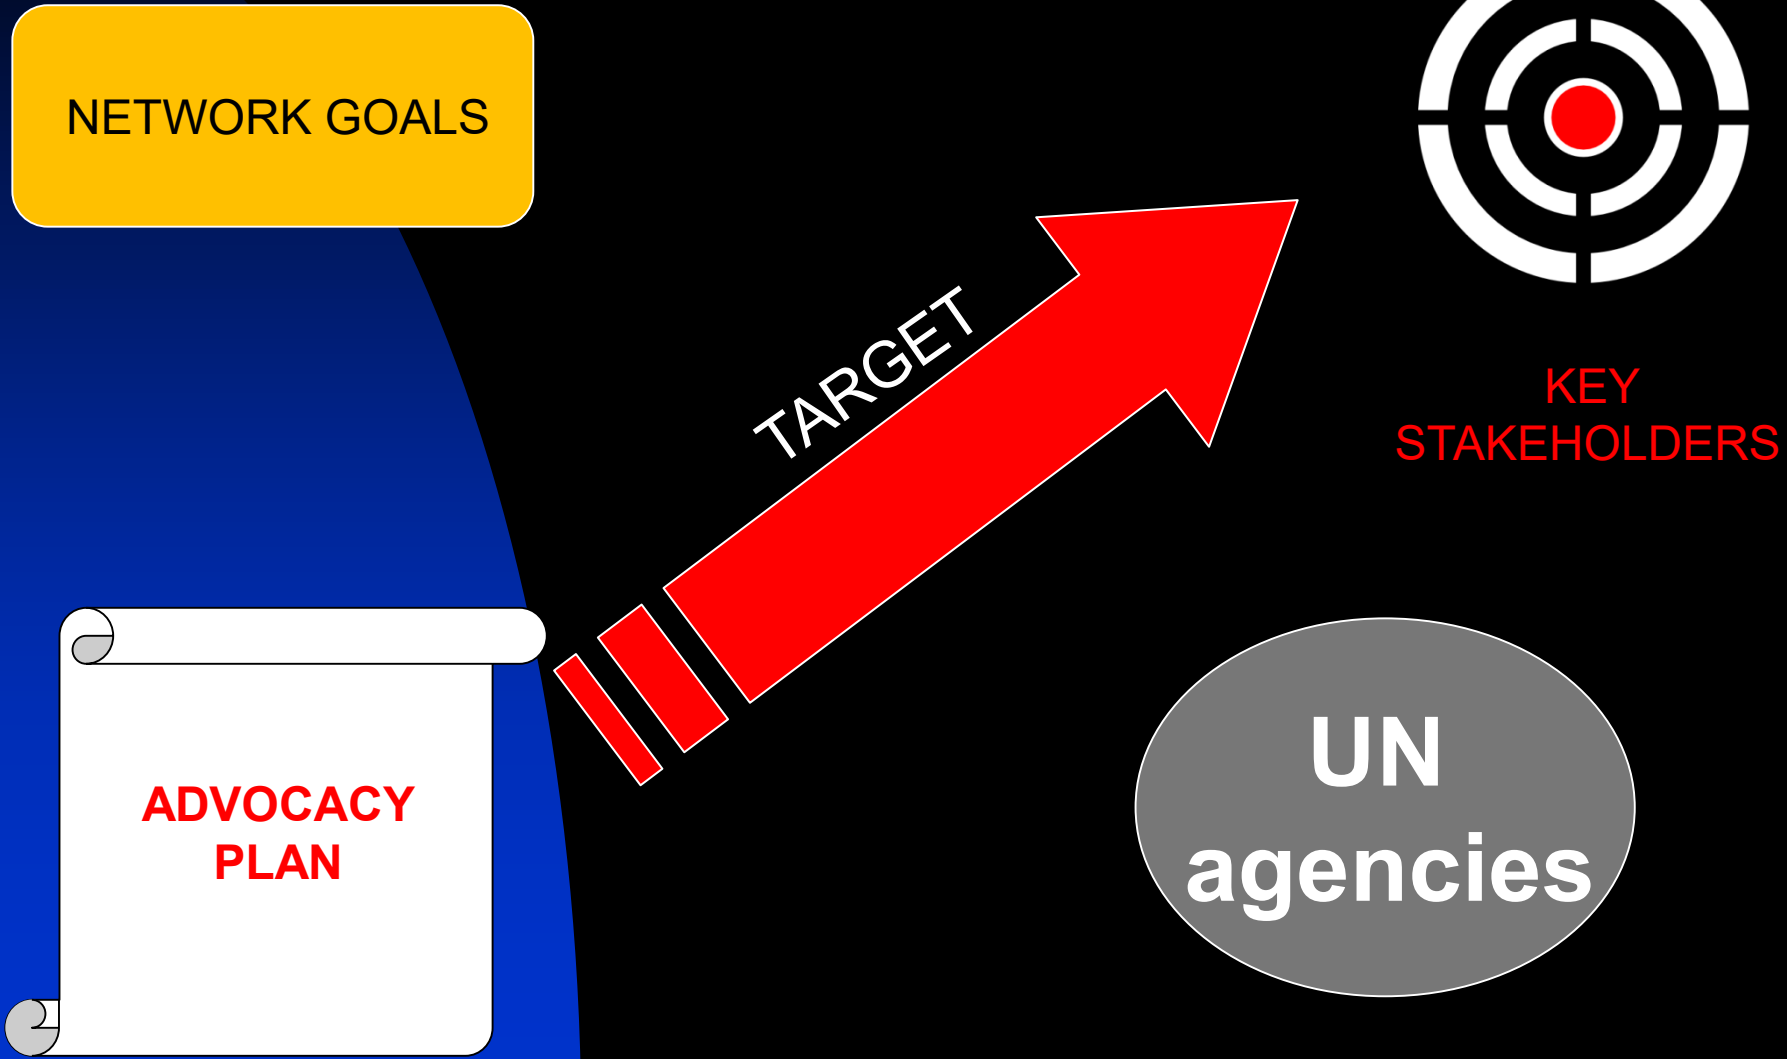 NETWORK GOALS
TARGET
KEY
STAKEHOLDERS
ADVOCACY
PLAN
UN
agencies